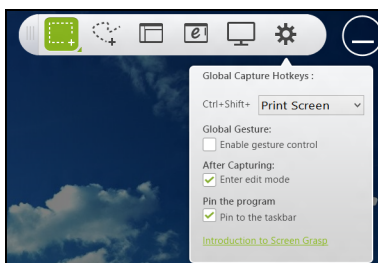 Global Capture Hotkeys :
Ctrl+Shift+ Print Screen
Global Gesture:
Enable gesture control
After Capturing:
Enter edit mode
Pin the program
Pin to the taskbar
Introduction to Screen Grasp